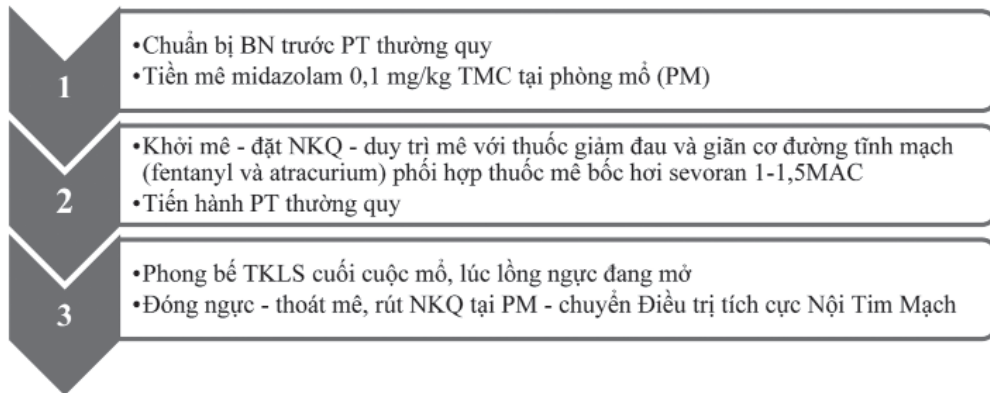 1
•Chuẩn bị BN trước PT thường quy
•Tiền mê midazolam 0,1 mg/kg TMC tại phòng mổ (PM)
2
•Khởi mê - đặt NKQ - duy trì mê với thuốc giảm đau và giãn cơ đường tĩnh mạch
(fentanyl và atracurium) phối hợp thuốc mê bốc hơi sevoran 1-1,5MAC
•Tiến hành PT thường quy
3
•Phong bế TKLS cuối cuộc mổ, lúc lồng ngực đang mở
•Đóng ngực - thoát mê, rút NKQ tại PM - chuyển Điều trị tích cực Nội Tim Mạch